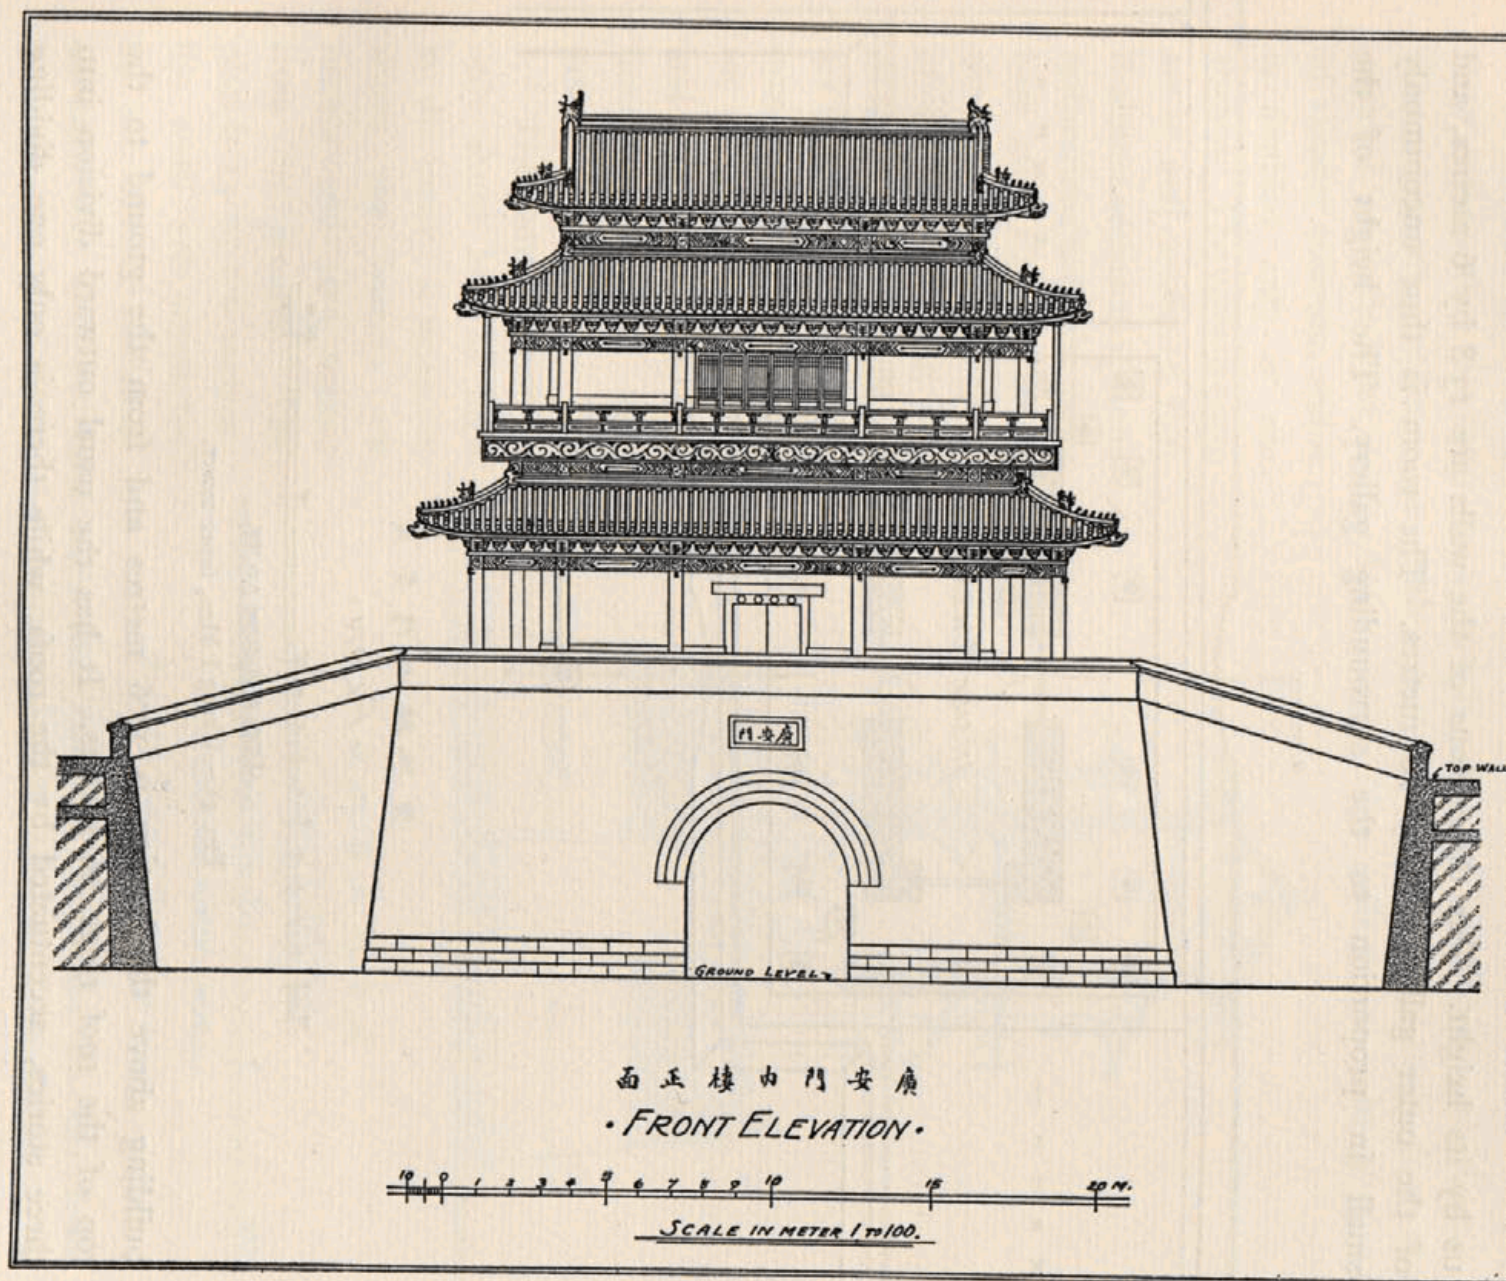 廣安門
TOP
GROUND LEVEL
廣安門內樓正面
· FRONT ELEVATION ·
10 0 1 2 3 4 5 6 7 8 9 10 15 20 M.
SCALE IN METER 1 TO 100.